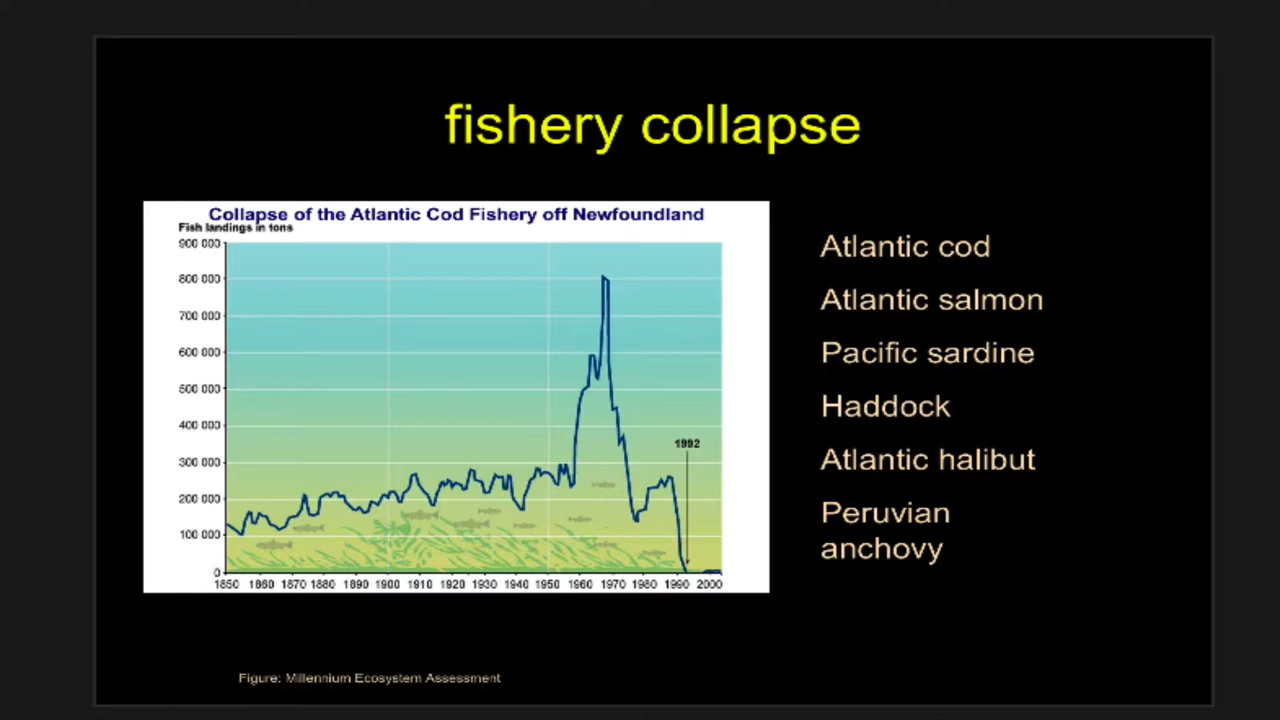 fishery collapse
Collapse of the Atlantic Cod Fishery off Newfoundland
Fish landings in tons
900 000
800 000
700 000
600 000
500 000
400 000
300 000
200 000
100 000
0
1992
1850 1860 1870 1880 1890 1900 1910 1920 1930 1940 1950 1960 1970 1980 1990 2000
Atlantic cod
Atlantic salmon
Pacific sardine
Haddock
Atlantic halibut
Peruvian
anchovy
Figure: Millennium Ecosystem Assessment